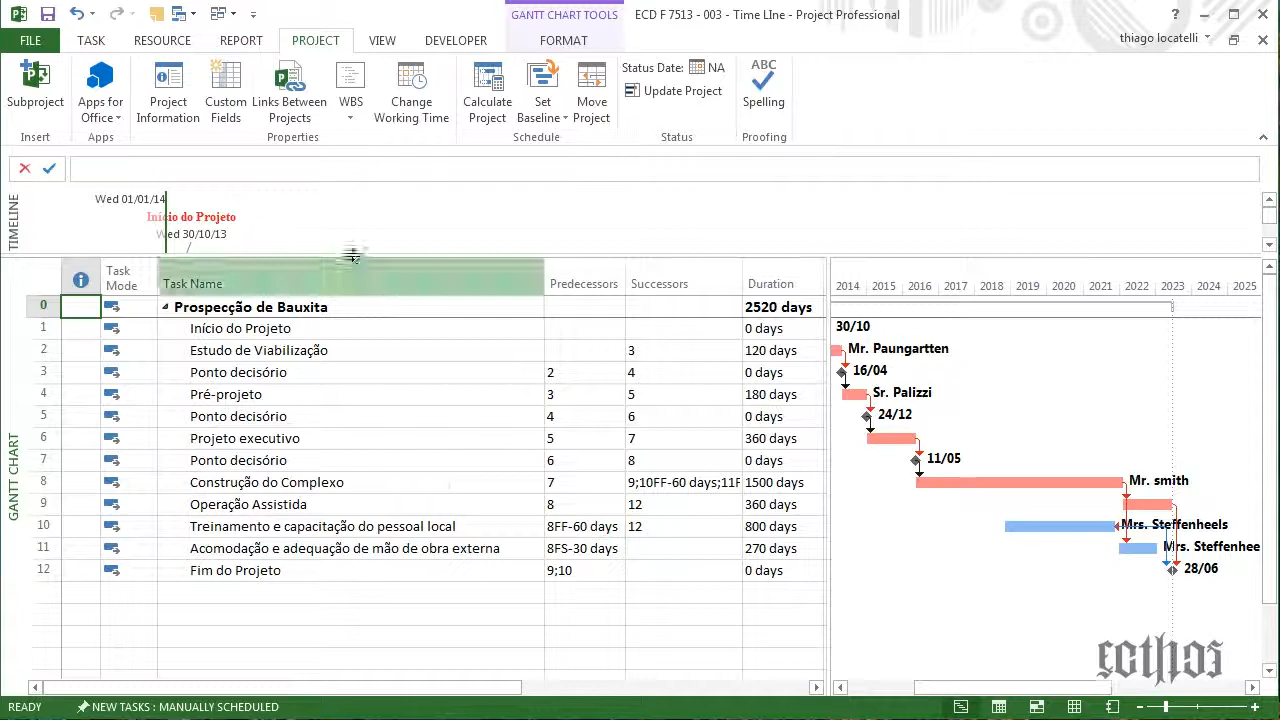 GANTT CHART TOOLS
ECD F 7513 - 003 - Time LIne - Project Professional
FILE TASK RESOURCE REPORT PROJECT VIEW DEVELOPER FORMAT
thiago locatelli
Subproject
Apps for Office
Project Information
Custom Fields
Links Between Projects
WBS
Change Working Time
Calculate Project
Set Baseline
Move Project
Status Date: NA
Update Project
ABC
Spelling
Insert Apps Properties Schedule Status Proofing
TIMELINE
Wed 01/01/14
Início do Projeto
Wed 30/10/13
GANTT CHART
Task Mode Task Name Predecessors Successors Duration 2014 2015 2016 2017 2018 2019 2020 2021 2022 2023 2024 2025
0 Prospecção de Bauxita 2520 days
1 Início do Projeto 0 days 30/10
2 Estudo de Viabilização 3 120 days Mr. Paungartten
3 Ponto decisório 2 4 0 days 16/04
4 Pré-projeto 3 5 180 days Sr. Palizzi
5 Ponto decisório 4 6 0 days 24/12
6 Projeto executivo 5 7 360 days
7 Ponto decisório 6 8 0 days 11/05
8 Construção do Complexo 7 9;10FF-60 days;11F 1500 days Mr. smith
9 Operação Assistida 8 12 360 days
10 Treinamento e capacitação do pessoal local 8FF-60 days 12 800 days Mrs. Steffenheels
11 Acomodação e adequação de mão de obra externa 8FS-30 days 270 days Mrs. Steffenhee
12 Fim do Projeto 9;10 0 days 28/06
ecthos
READY NEW TASKS : MANUALLY SCHEDULED